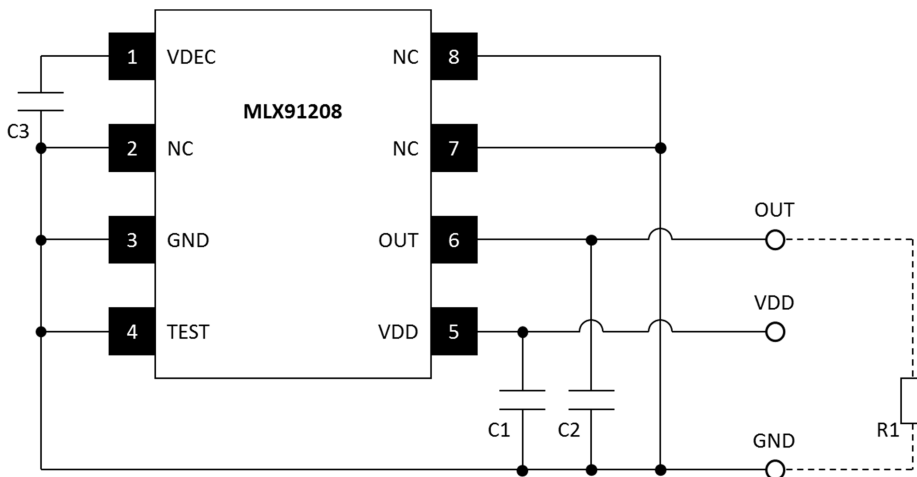 1 VDEC NC 8
MLX91208
C3
2 NC NC 7
OUT
3 GND OUT 6
VDD
4 TEST VDD 5
C1 C2 R1
GND